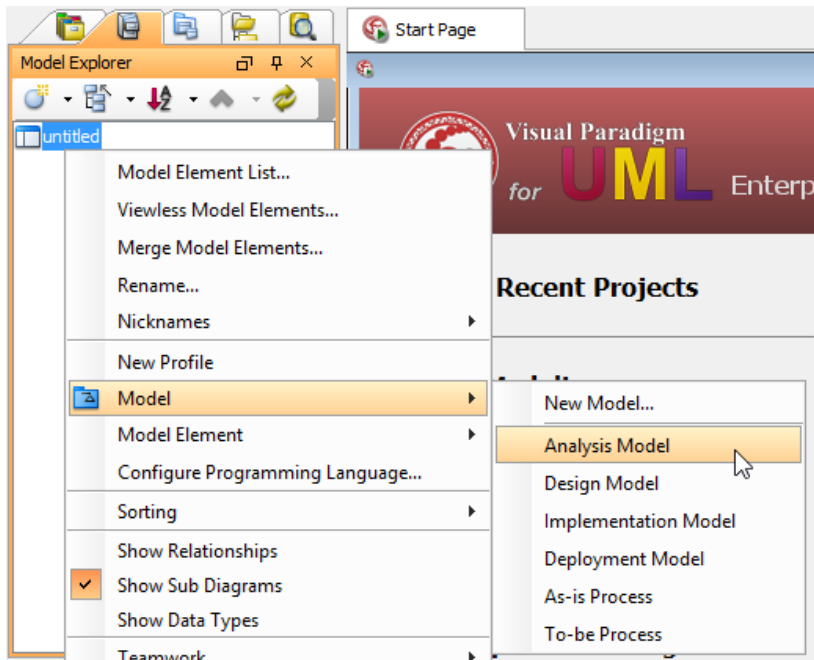 Start Page
Model Explorer
untitled
Visual Paradigm
for UML Enterp
Model Element List...
Viewless Model Elements...
Merge Model Elements...
Rename...
Nicknames
New Profile
Model
Model Element
Configure Programming Language...
Sorting
Show Relationships
Show Sub Diagrams
Show Data Types
Teamwork
Recent Projects
New Model...
Analysis Model
Design Model
Implementation Model
Deployment Model
As-is Process
To-be Process